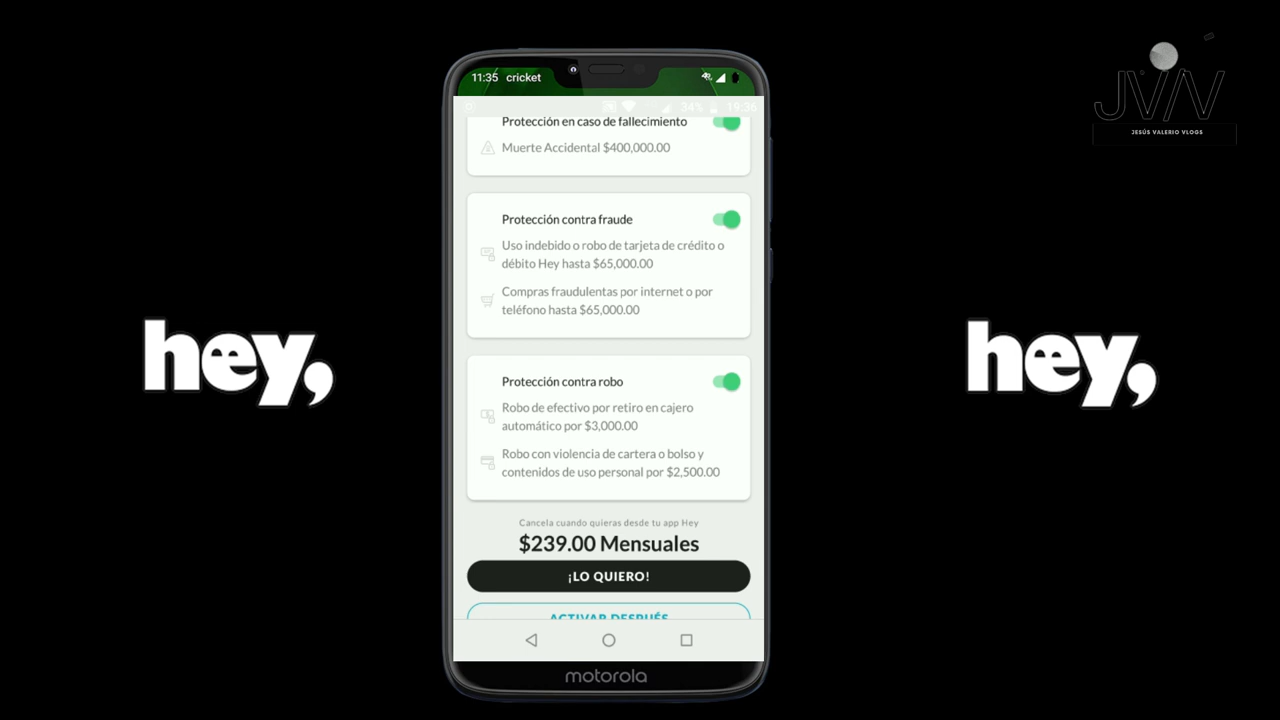 11:35 cricket
34% 19:36
Protección en caso de fallecimiento
Muerte Accidental $400,000.00
Protección contra fraude
Uso indebido o robo de tarjeta de crédito o
débito Hey hasta $65,000.00
Compras fraudulentas por internet o por
teléfono hasta $65,000.00
Protección contra robo
Robo de efectivo por retiro en cajero
automático por $3,000.00
Robo con violencia de cartera o bolso y
contenidos de uso personal por $2,500.00
Cancela cuando quieras desde tu app Hey
$239.00 Mensuales
¡LO QUIERO!
ACTIVAR DESPUÉS
motorola
hey,
hey,
JVV
JESÚS VALERIO VLOGS